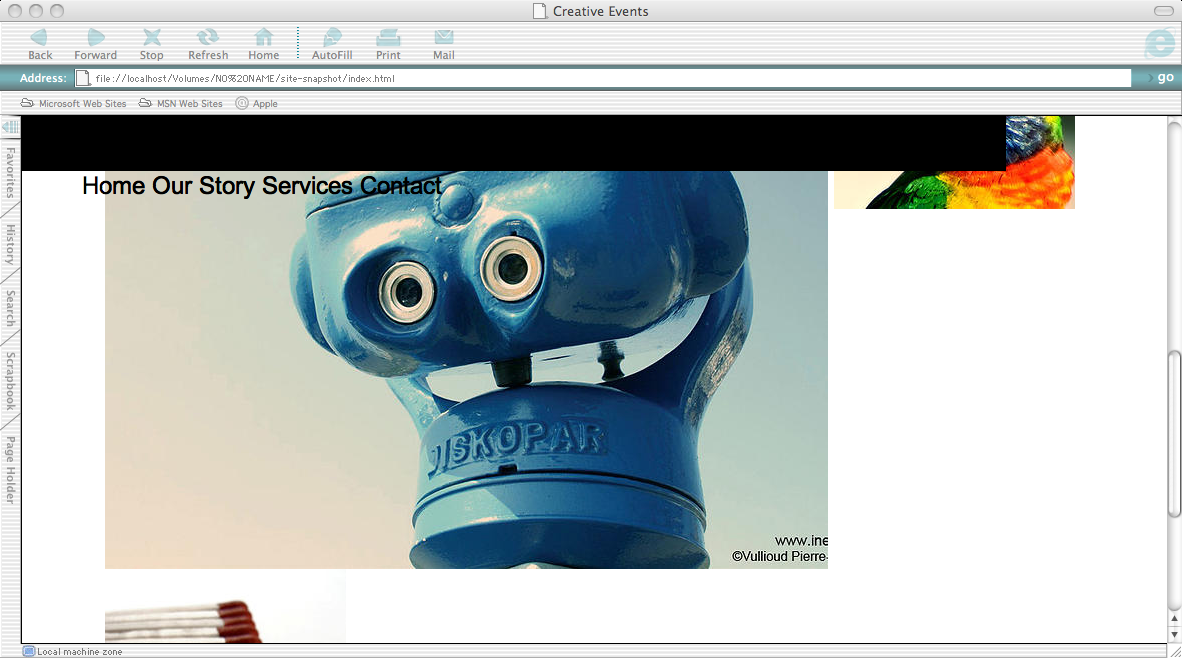 Creative Events
Back Forward Stop Refresh Home AutoFill Print Mail
Address: file://localhost/Volumes/NO%20NAME/site-snapshot/index.html go
Microsoft Web Sites MSN Web Sites Apple
Favorites
History
Search
Scrapbook
Page Holder
Home Our Story Services Contact
DISKOPAR
www.ine
©Vullioud Pierre-
Local machine zone